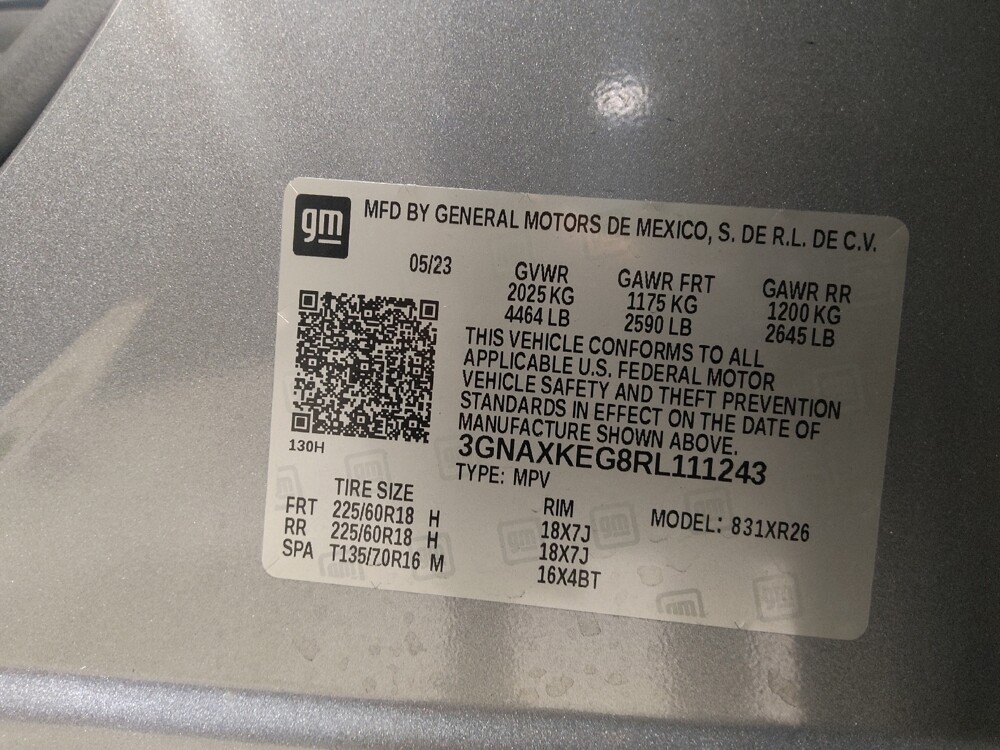 gm MFD BY GENERAL MOTORS DE MEXICO, S. DE R.L. DE C.V.
05/23 GVWR GAWR FRT GAWR RR
2025 KG 1175 KG 1200 KG
4464 LB 2590 LB 2645 LB
THIS VEHICLE CONFORMS TO ALL
APPLICABLE U.S. FEDERAL MOTOR
VEHICLE SAFETY AND THEFT PREVENTION
STANDARDS IN EFFECT ON THE DATE OF
MANUFACTURE SHOWN ABOVE.
130H
3GNAXKEG8RL111243
TYPE: MPV
TIRE SIZE RIM MODEL: 831XR26
FRT 225/60R18 H 18X7J
RR 225/60R18 H 18X7J
SPA T135/70R16 M 16X4BT